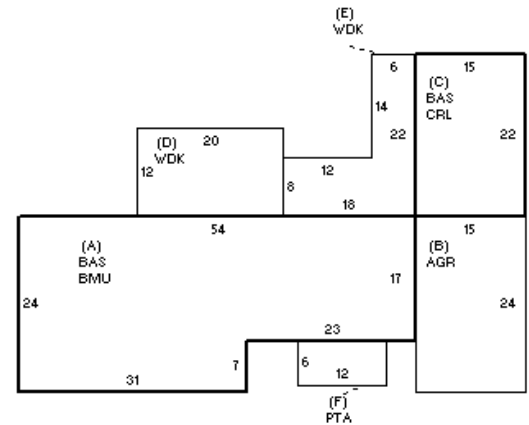 (E)
WDK
6
15
(C)
BAS
CRL
14
22
22
(D)
WDK
20
12
12
8
18
54
15
(A)
BAS
BMU
(B)
AGR
17
24
24
23
7
6
12
31
(F)
PTA